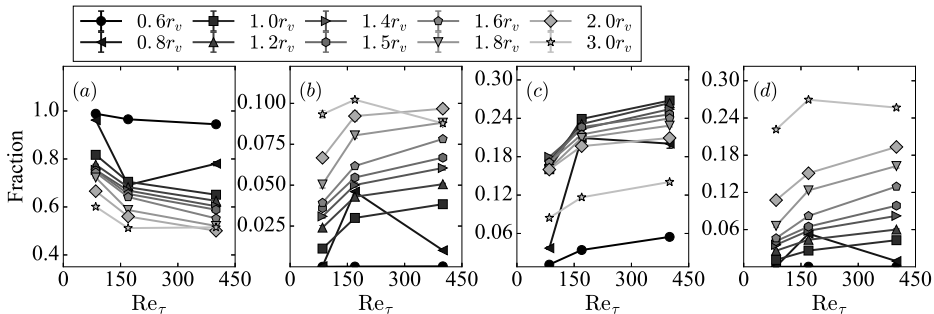 0.6r_v 1.0r_v 1.4r_v 1.6r_v 2.0r_v
0.8r_v 1.2r_v 1.5r_v 1.8r_v 3.0r_v
Fraction
(a)
1.0
0.8
0.6
0.4
0 150 300 450
Re_τ
(b)
0.100
0.075
0.050
0.025
0 150 300 450
Re_τ
(c)
0.30
0.24
0.18
0.12
0.06
0 150 300 450
Re_τ
(d)
0.30
0.24
0.18
0.12
0.06
0 150 300 450
Re_τ